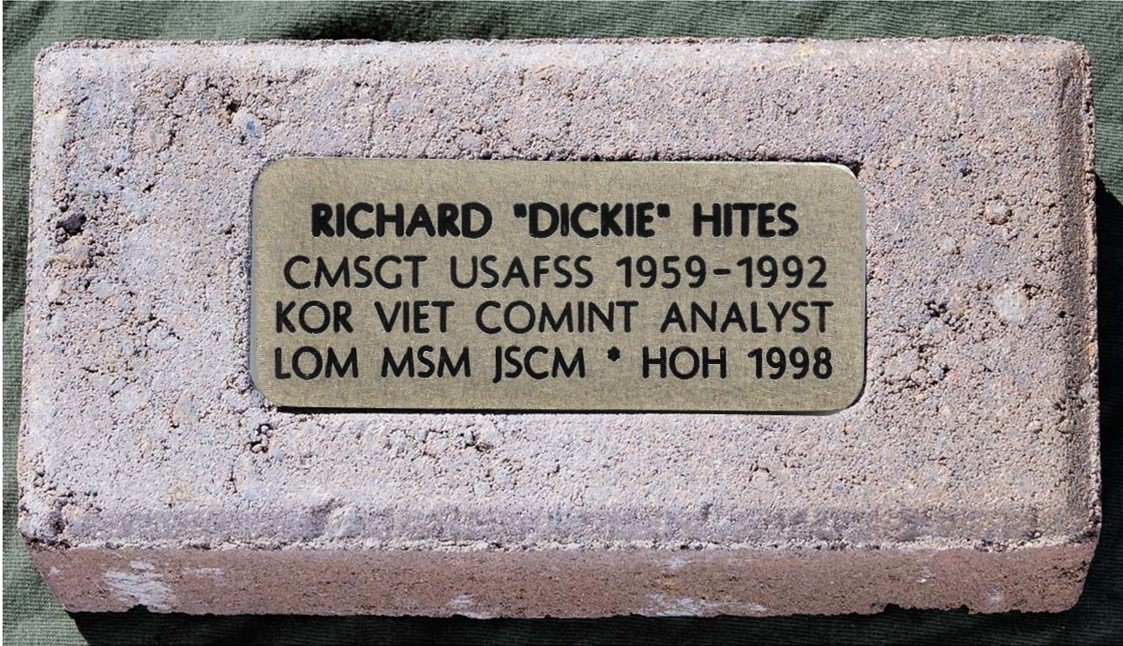 RICHARD "DICKIE" HITES
CMSGT USAFSS 1959-1992
KOR VIET COMINT ANALYST
LOM MSM JSCM * HOH 1998